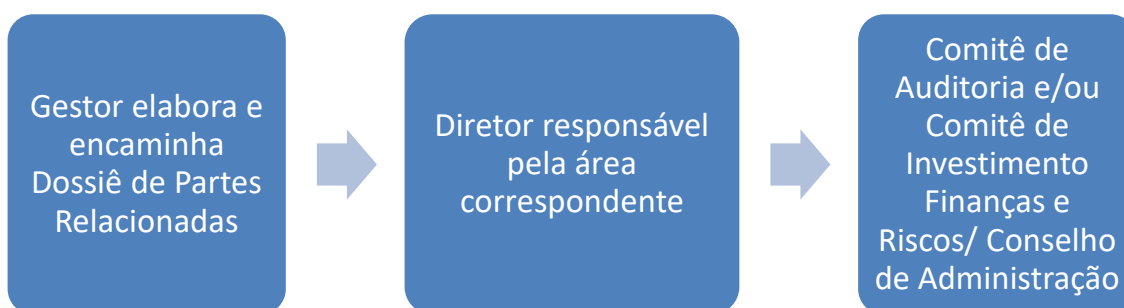 Gestor elabora e
encaminha
Dossiê de Partes
Relacionadas
Diretor responsável
pela área
correspondente
Comitê de
Auditoria e/ou
Comitê de
Investimento
Finanças e
Riscos/ Conselho
de Administração